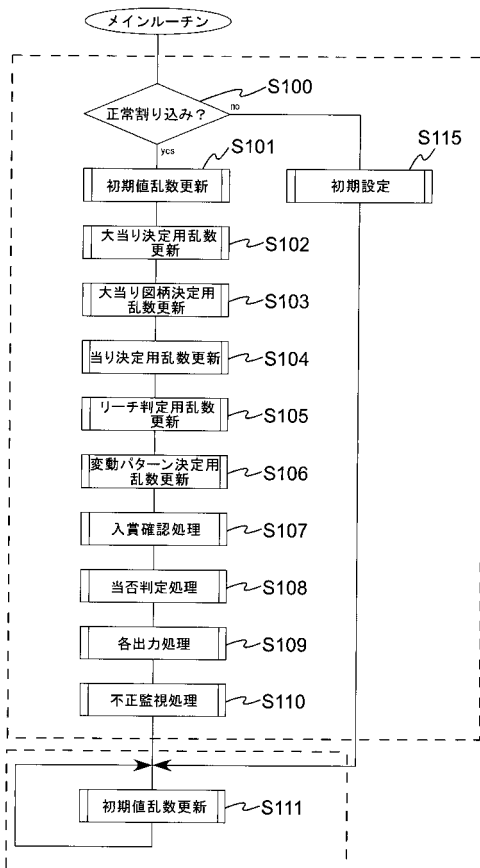 メインルーチン
S100
正常割り込み？
no
yes
S101
S115
初期値乱数更新
初期設定
大当り決定用乱数
更新
S102
大当り図柄決定用
乱数更新
S103
当り決定用乱数更新
S104
リーチ判定用乱数
更新
S105
変動パターン決定用
乱数更新
S106
入賞確認処理
S107
当否判定処理
S108
各出力処理
S109
不正監視処理
S110
初期値乱数更新
S111